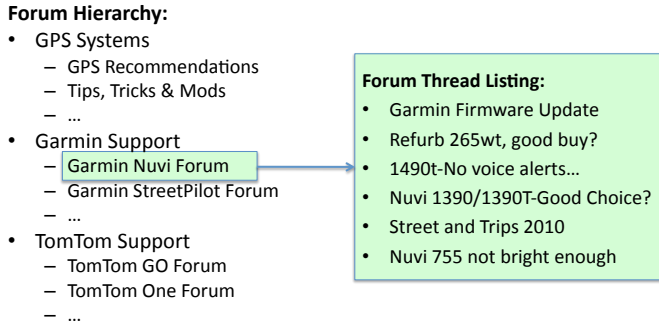 Forum Hierarchy:
• GPS Systems
– GPS Recommendations
– Tips, Tricks & Mods
– …
• Garmin Support
– Garmin Nuvi Forum
– Garmin StreetPilot Forum
– …
• TomTom Support
– TomTom GO Forum
– TomTom One Forum
– …
Forum Thread Listing:
• Garmin Firmware Update
• Refurb 265wt, good buy?
• 1490t-No voice alerts…
• Nuvi 1390/1390T-Good Choice?
• Street and Trips 2010
• Nuvi 755 not bright enough